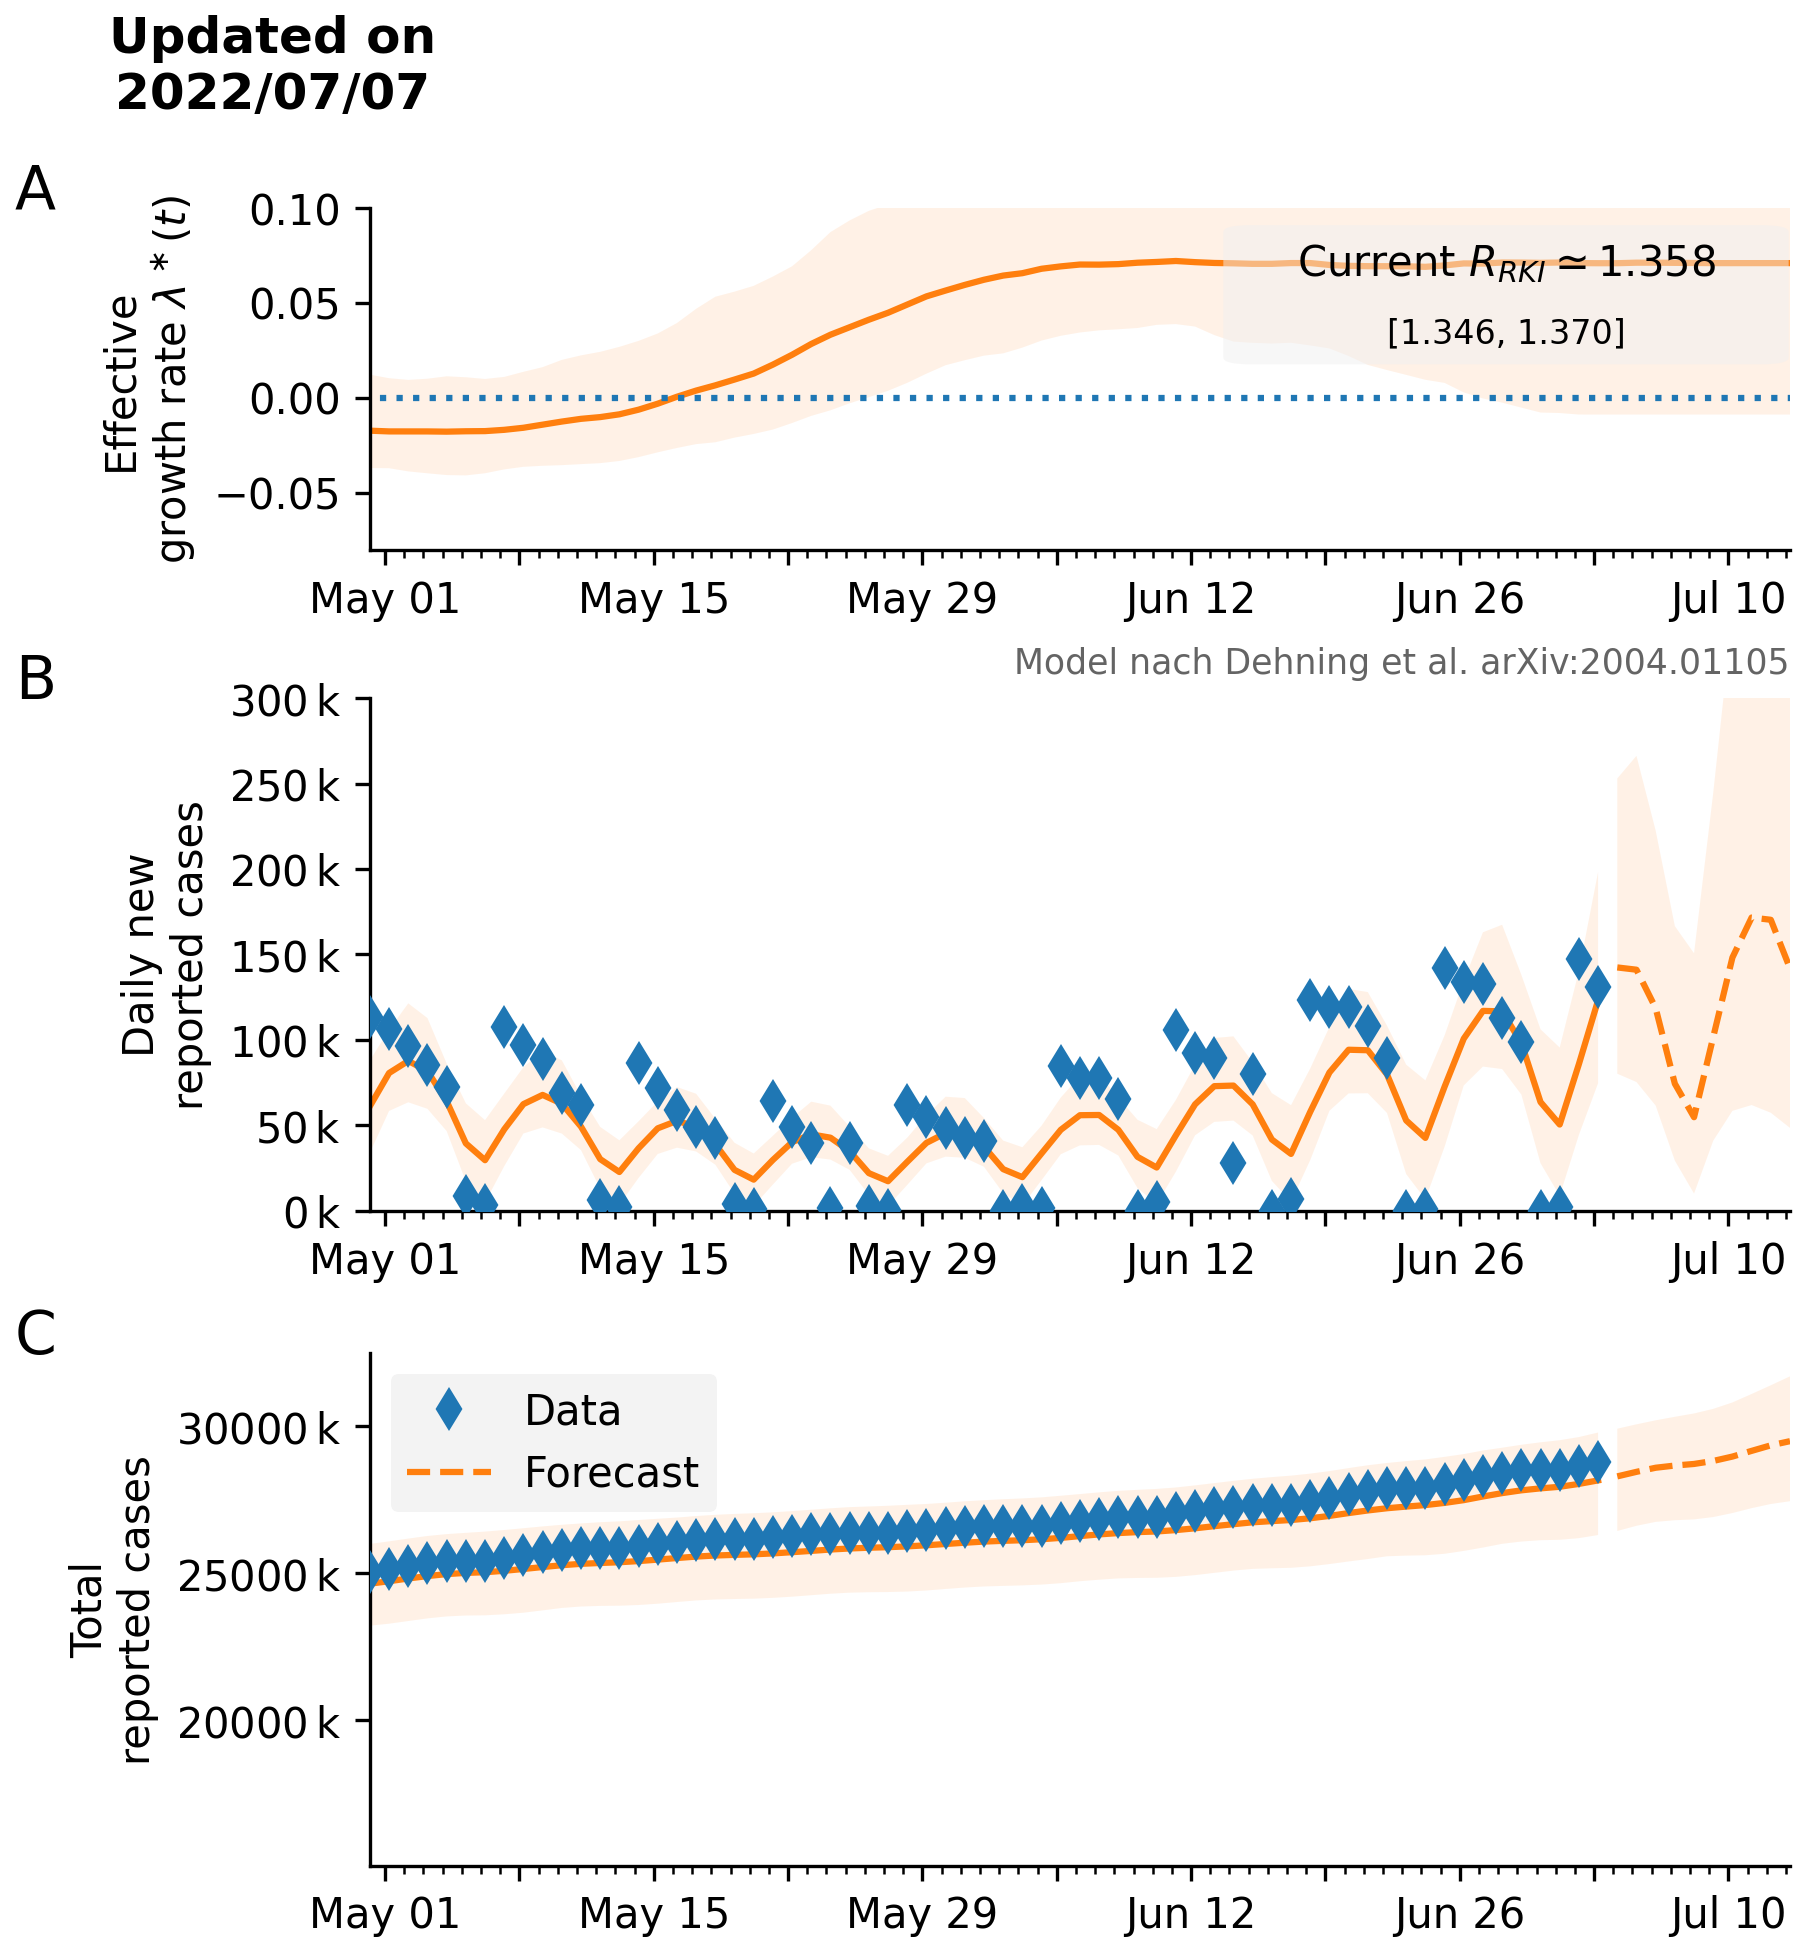 Updated on
2022/07/07
A
Effective
growth rate λ * (t)
0.10
0.05
0.00
−0.05
Current R_RKI ≃ 1.358
[1.346, 1.370]
May 01 May 15 May 29 Jun 12 Jun 26 Jul 10
Model nach Dehning et al. arXiv:2004.01105
B
Daily new
reported cases
300 k
250 k
200 k
150 k
100 k
50 k
0 k
May 01 May 15 May 29 Jun 12 Jun 26 Jul 10
C
Total
reported cases
30000 k
25000 k
20000 k
Data
Forecast
May 01 May 15 May 29 Jun 12 Jun 26 Jul 10